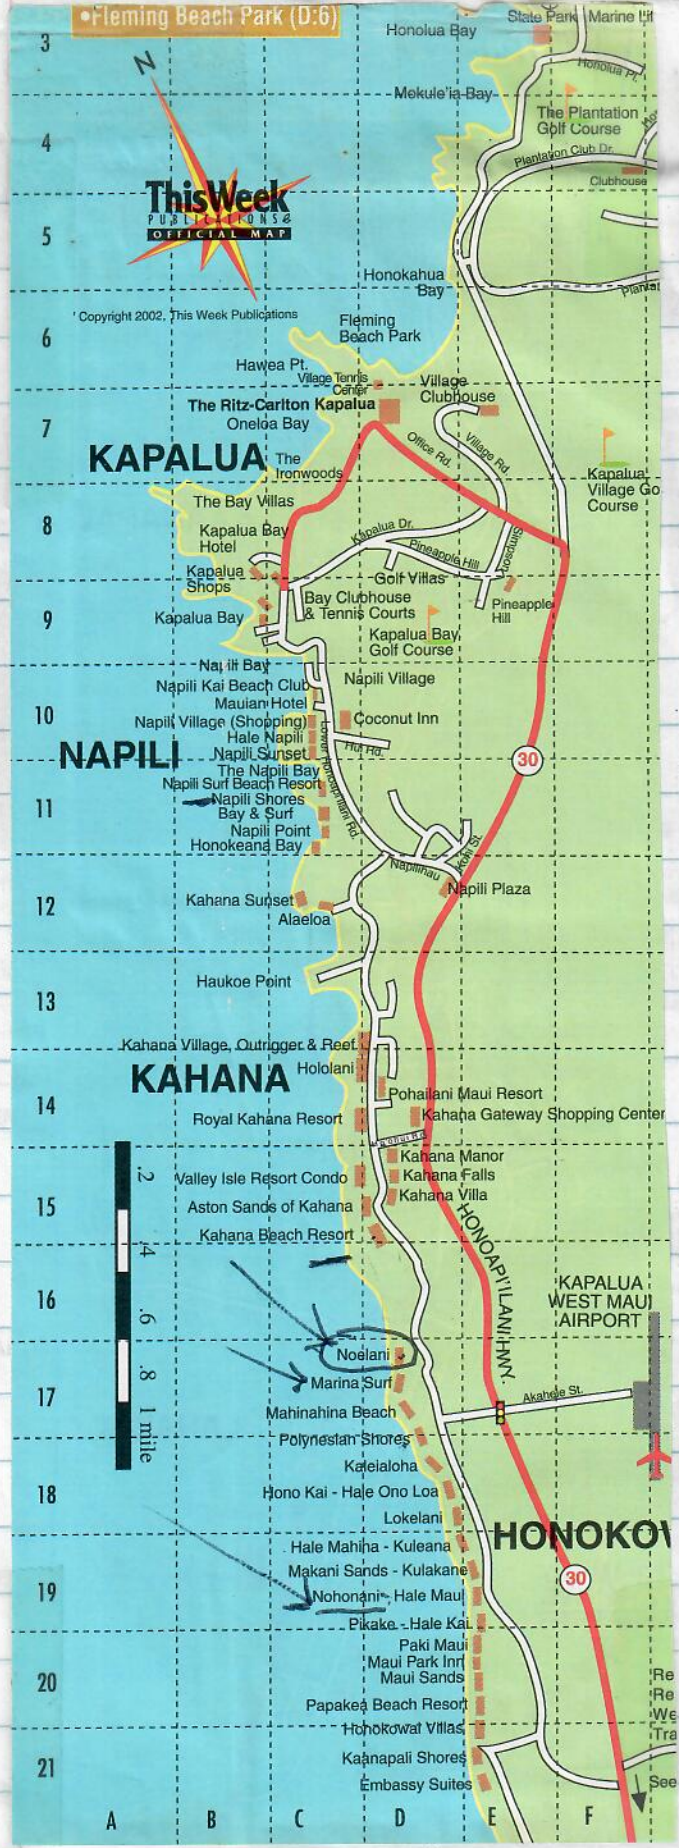 •Fleming Beach Park (D:6)
3
Honolua Bay
State Park
Marine
Honolua Pl.
Mokule'ia Bay
N
4
The Plantation
Golf Course
Plantation Club Dr.
Clubhouse
ThisWeek
PUBLICATIONS
OFFICIAL MAP
5
Honokahua
Bay
Copyright 2002, This Week Publications
6
Fleming
Beach Park
Hawea Pt.
Village Tennis
Center
Village
Clubhouse
The Ritz-Carlton Kapalua
Oneloa Bay
7
Office Rd.
Village Rd.
KAPALUA
The
Ironwoods
Kapalua
Village Go
Course
The Bay Villas
8
Kapalua Bay
Hotel
Kapalua Dr.
Pineapple Hill
Simpson
Kapalua
Shops
Golf Villas
Bay Clubhouse
& Tennis Courts
Pineapple
Hill
9
Kapalua Bay
Kapalua Bay
Golf Course
Napili Bay
Napili Village
Napili Kai Beach Club
Mauian Hotel
10
Napili Village (Shopping)
Coconut Inn
Hale Napili
Hui Rd.
NAPILI
Napili Sunset
Lower Honoapiilani Rd.
30
The Napili Bay
Napili Surf Beach Resort
Napili Shores
11
Bay & Surf
Napili Point
Honokeana Bay
Napilihau
Kohi St.
Napili Plaza
12
Kahana Sunset
Alaeloa
Haukoe Point
13
Kahana Village, Outrigger & Reef
Hololani
KAHANA
Pohailani Maui Resort
14
Royal Kahana Resort
Kahana Gateway Shopping Center
Kahana Manor
.2
Valley Isle Resort Condo
Kahana Falls
Kahana Villa
15
Aston Sands of Kahana
Kahana Beach Resort
.4
HONOAPI'ILANI HWY.
16
KAPALUA
WEST MAUI
AIRPORT
.6
Noelani
.8
Marina Surf
17
Akahele St.
1 mile
Mahinahina Beach
Polynesian Shores
Kaleialoha
18
Hono Kai - Hale Ono Loa
Lokelani
HONOKOW
Hale Mahina - Kuleana
Makani Sands - Kulakane
19
30
Nohonani - Hale Maui
Pikake - Hale Kai
Paki Maui
Maui Park Inn
20
Maui Sands
Re
Re
We
Tra
Papakea Beach Resort
Honokowai Villas
21
Kaanapali Shores
See
Embassy Suites
A B C D E F